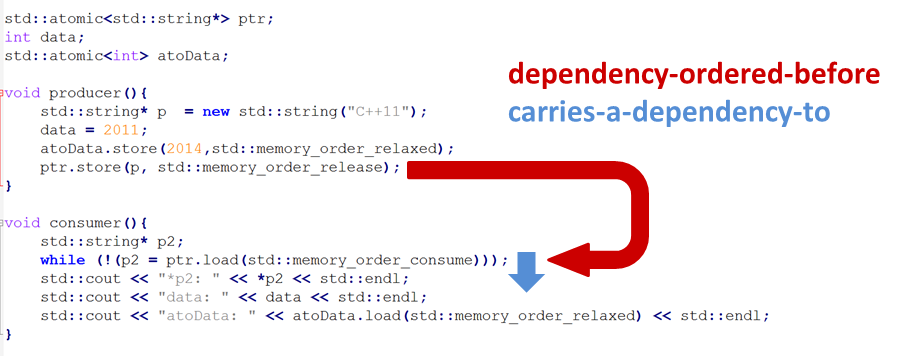 std::atomic<std::string*> ptr;
int data;
std::atomic<int> atoData;
dependency-ordered-before
carries-a-dependency-to
void producer(){
    std::string* p  = new std::string("C++11");
    data = 2011;
    atoData.store(2014,std::memory_order_relaxed);
    ptr.store(p, std::memory_order_release);
}
void consumer(){
    std::string* p2;
    while (!(p2 = ptr.load(std::memory_order_consume)));
    std::cout << "*p2: " << *p2 << std::endl;
    std::cout << "data: " << data << std::endl;
    std::cout << "atoData: " << atoData.load(std::memory_order_relaxed) << std::endl;
}